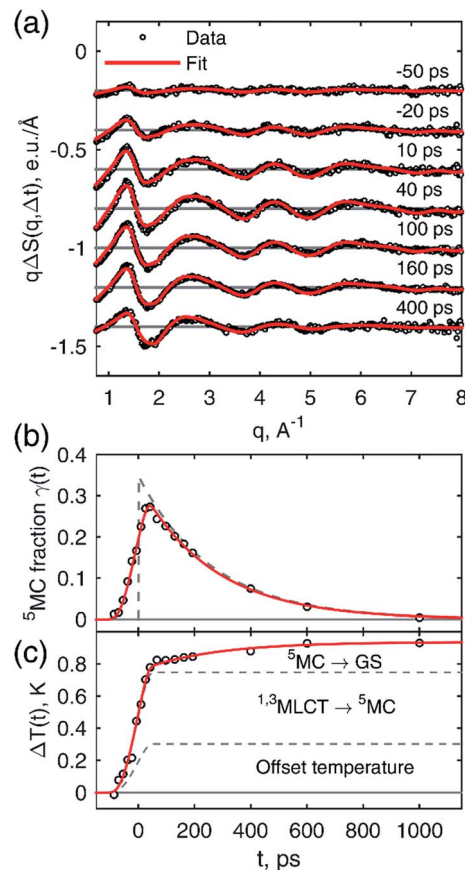 (a)
Data
Fit
0
-0.5
-1
-1.5
-50 ps
-20 ps
10 ps
40 ps
100 ps
160 ps
400 ps
qΔS(q,Δt), e.u./Å
1 2 3 4 5 6 7 8
q, A⁻¹
(b)
0.4
0.3
0.2
0.1
0
⁵MC fraction γ(t)
(c)
0.8
0.6
0.4
0.2
0
ΔT(t), K
⁵MC → GS
¹,³MLCT → ⁵MC
Offset temperature
0 200 400 600 800 1000
t, ps